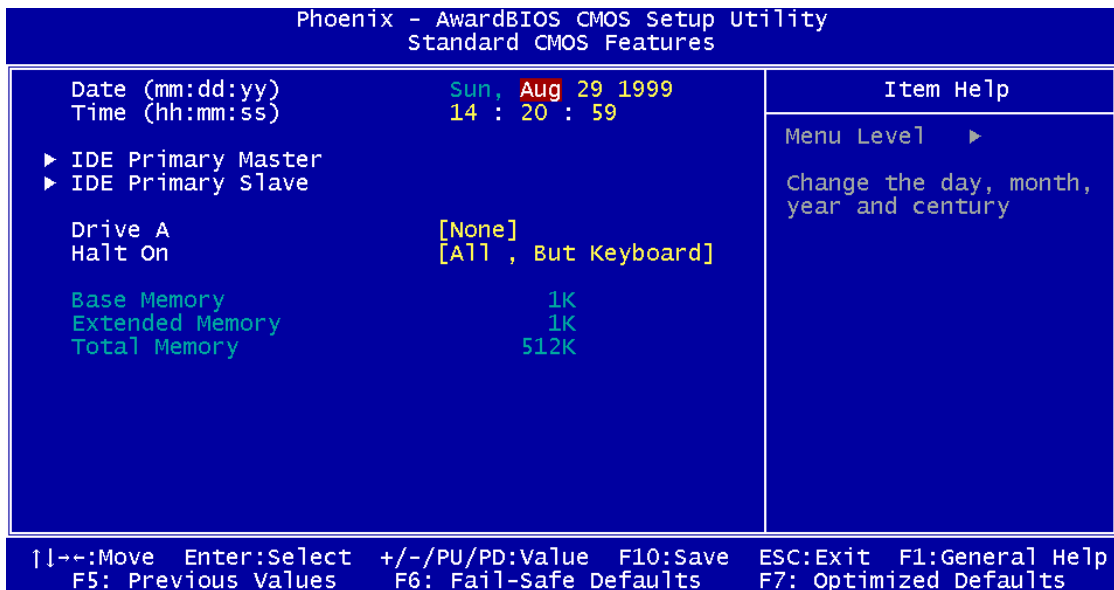 Phoenix - AwardBIOS CMOS Setup Utility
Standard CMOS Features
Date (mm:dd:yy) Sun, Aug 29 1999
Time (hh:mm:ss) 14 : 20 : 59
▶ IDE Primary Master
▶ IDE Primary Slave
Drive A [None]
Halt On [All , But Keyboard]
Base Memory 1K
Extended Memory 1K
Total Memory 512K
Item Help
Menu Level ▶
Change the day, month,
year and century
↑↓→←:Move Enter:Select +/-/PU/PD:Value F10:Save ESC:Exit F1:General Help
F5: Previous Values F6: Fail-Safe Defaults F7: Optimized Defaults